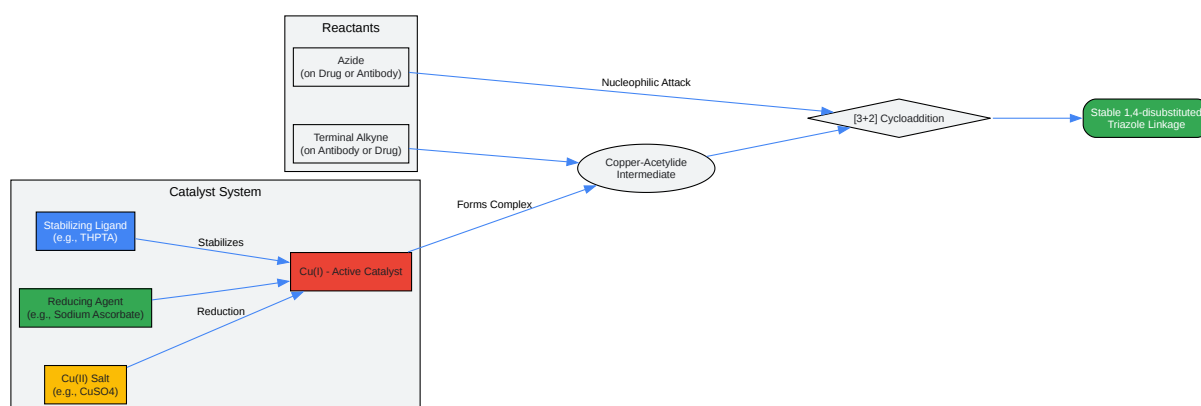 Reactants
Azide
(on Drug or Antibody)
Nucleophilic Attack
[3+2] Cycloaddition
Stable 1,4-disubstituted
Triazole Linkage
Terminal Alkyne
(on Antibody or Drug)
Copper-Acetylide
Intermediate
Catalyst System
Stabilizing Ligand
(e.g., THPTA)
Stabilizes
Forms Complex
Cu(I) - Active Catalyst
Reducing Agent
(e.g., Sodium Ascorbate)
Reduction
Cu(II) Salt
(e.g., CuSO4)